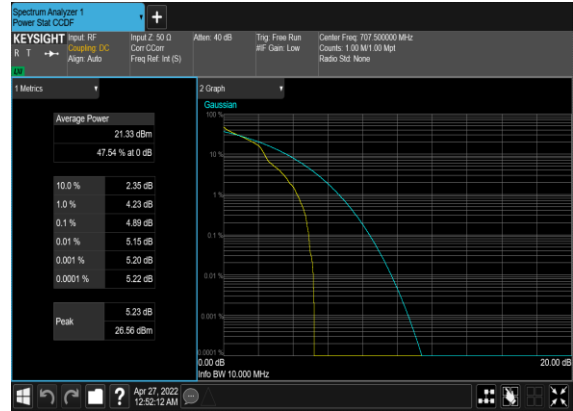 Spectrum Analyzer 1
Power Stat CCDF
KEYSIGHT
R T
LM
Input: RF
Coupling: DC
Align: Auto
Input Z: 50 Ω
Corr CCorr
Freq Ref: Int (S)
Atten: 40 dB
Trig: Free Run
#IF Gain: Low
Center Freq: 707.500000 MHz
Counts: 1.00 M/1.00 Mpt
Radio Std: None
1 Metrics
Average Power
21.33 dBm
47.54 % at 0 dB
10.0 % 2.35 dB
1.0 % 4.23 dB
0.1 % 4.89 dB
0.01 % 5.15 dB
0.001 % 5.20 dB
0.0001 % 5.22 dB
Peak 5.23 dB
26.56 dBm
2 Graph
Gaussian
100 %
10 %
1 %
0.1 %
0.01 %
0.001 %
0.0001 %
0.00 dB 20.00 dB
Info BW 10.000 MHz
Apr 27, 2022
12:52:12 AM